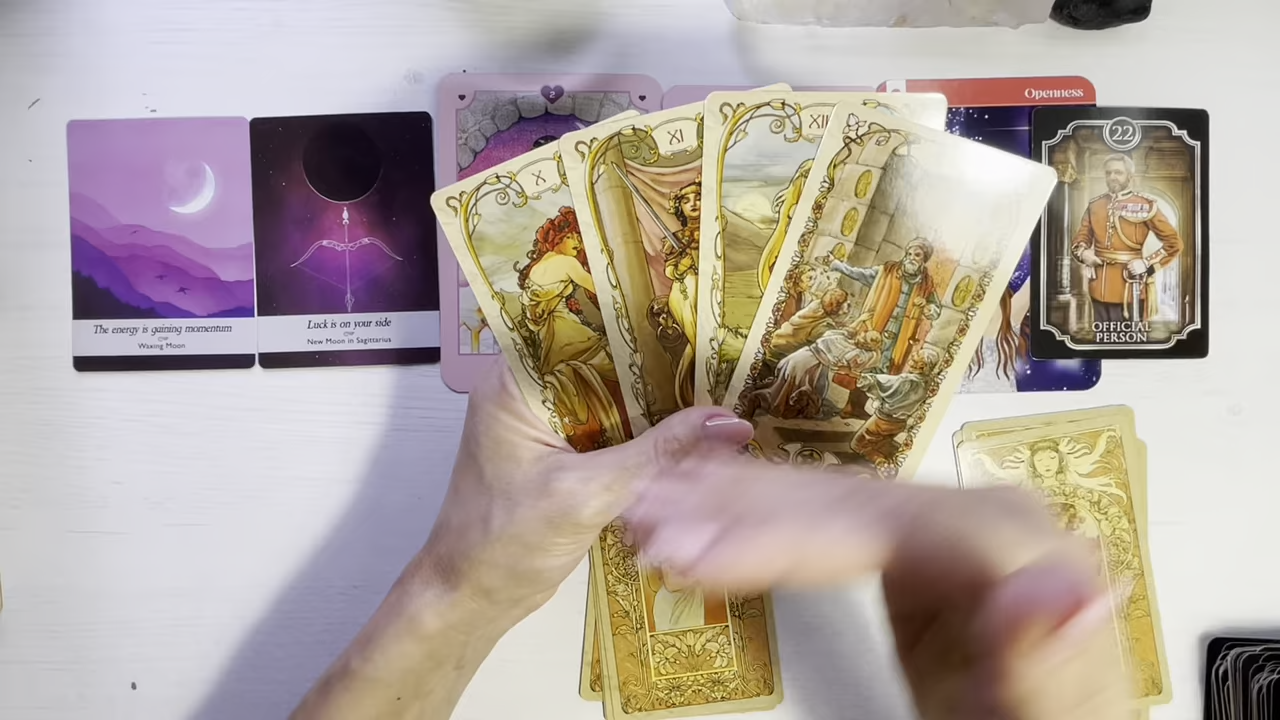 The energy is gaining momentum
Waxing Moon
Luck is on your side
New Moon in Sagittarius
2
X
XI
Openness
22
OFFICIAL
PERSON